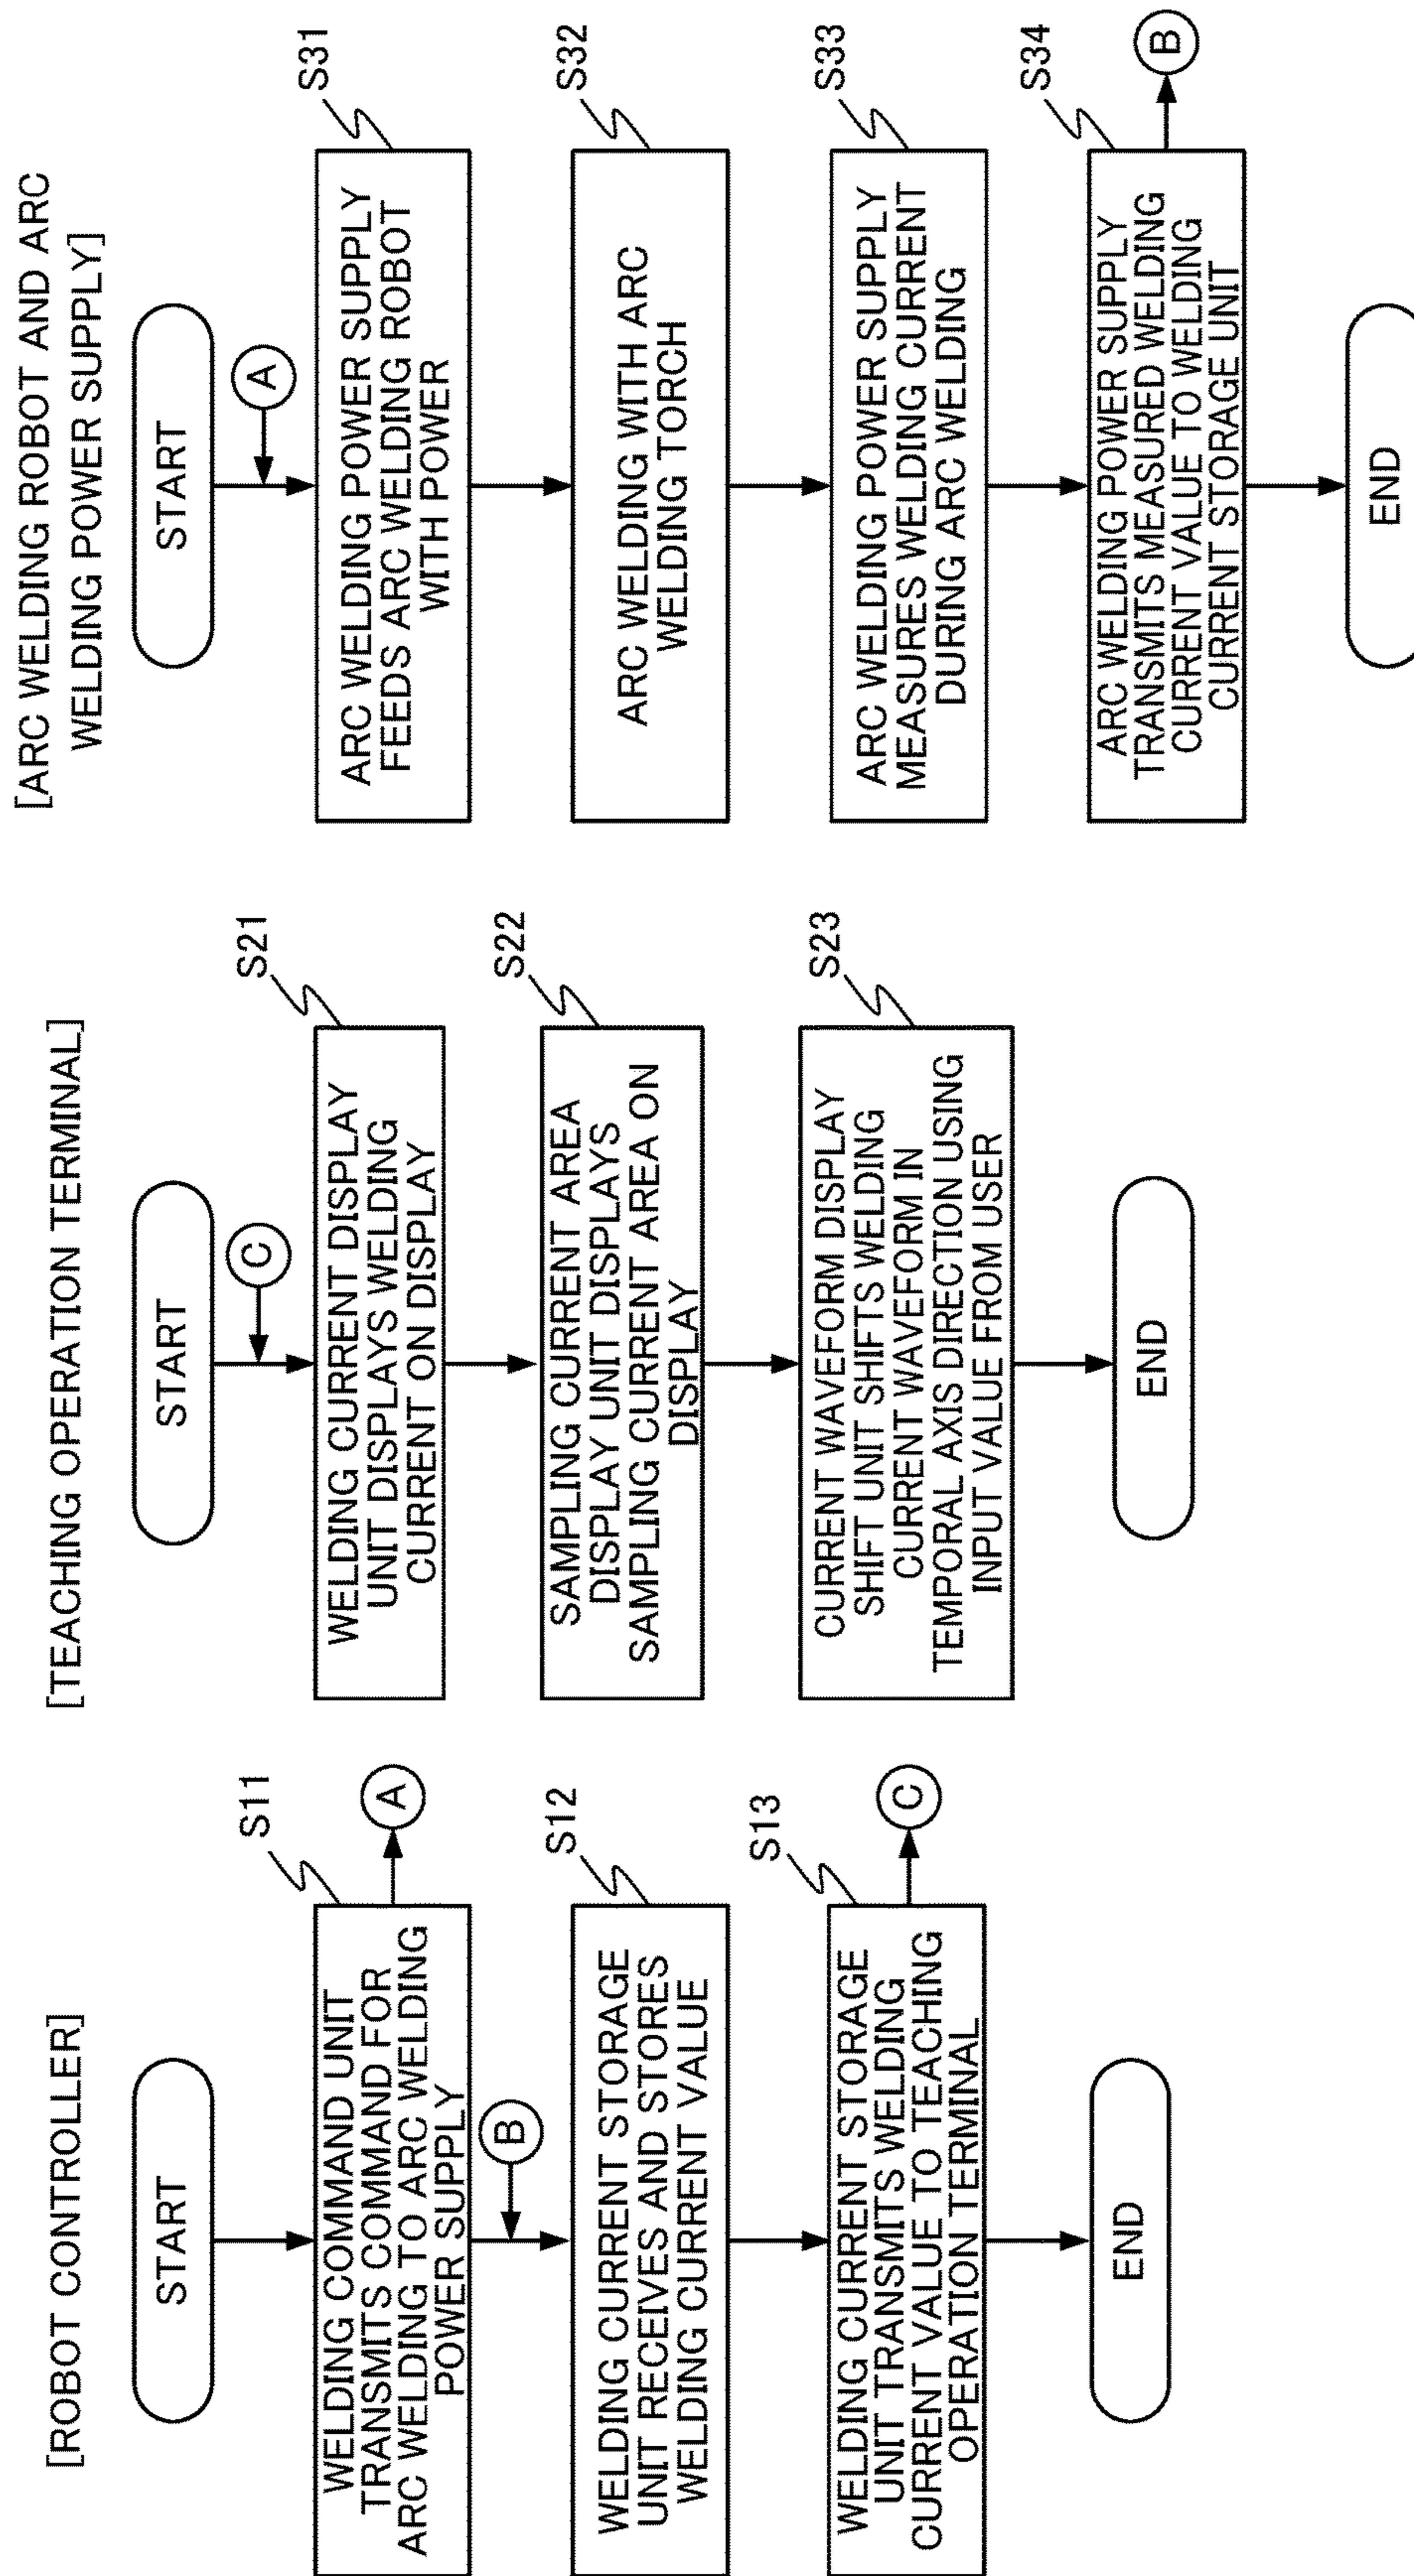 [ROBOT CONTROLLER]
START
S11
WELDING COMMAND UNIT
TRANSMITS COMMAND FOR
ARC WELDING TO ARC WELDING
POWER SUPPLY
A
B
S12
WELDING CURRENT STORAGE
UNIT RECEIVES AND STORES
WELDING CURRENT VALUE
S13
WELDING CURRENT STORAGE
UNIT TRANSMITS WELDING
CURRENT VALUE TO TEACHING
OPERATION TERMINAL
C
END
[TEACHING OPERATION TERMINAL]
START
C
S21
WELDING CURRENT DISPLAY
UNIT DISPLAYS WELDING
CURRENT ON DISPLAY
S22
SAMPLING CURRENT AREA
DISPLAY UNIT DISPLAYS
SAMPLING CURRENT AREA ON
DISPLAY
S23
CURRENT WAVEFORM DISPLAY
SHIFT UNIT SHIFTS WELDING
CURRENT WAVEFORM IN
TEMPORAL AXIS DIRECTION USING
INPUT VALUE FROM USER
END
[ARC WELDING ROBOT AND ARC
WELDING POWER SUPPLY]
START
A
S31
ARC WELDING POWER SUPPLY
FEEDS ARC WELDING ROBOT
WITH POWER
S32
ARC WELDING WITH ARC
WELDING TORCH
S33
ARC WELDING POWER SUPPLY
MEASURES WELDING CURRENT
DURING ARC WELDING
S34
ARC WELDING POWER SUPPLY
TRANSMITS MEASURED WELDING
CURRENT VALUE TO WELDING
CURRENT STORAGE UNIT
B
END